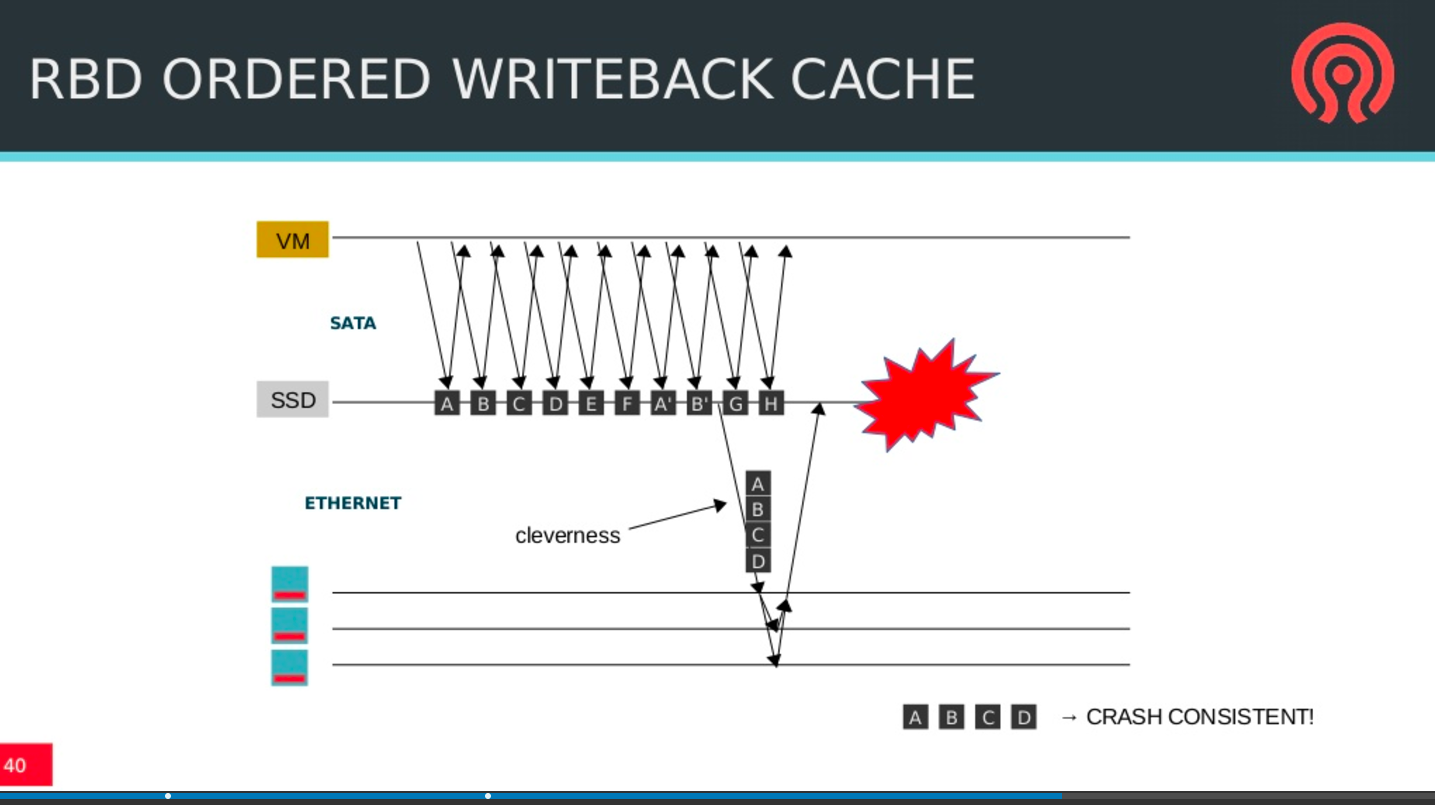 RBD ORDERED WRITEBACK CACHE
VM
SATA
SSD
A B C D E F A' B' G H
ETHERNET
cleverness
A
B
C
D
A B C D → CRASH CONSISTENT!
40